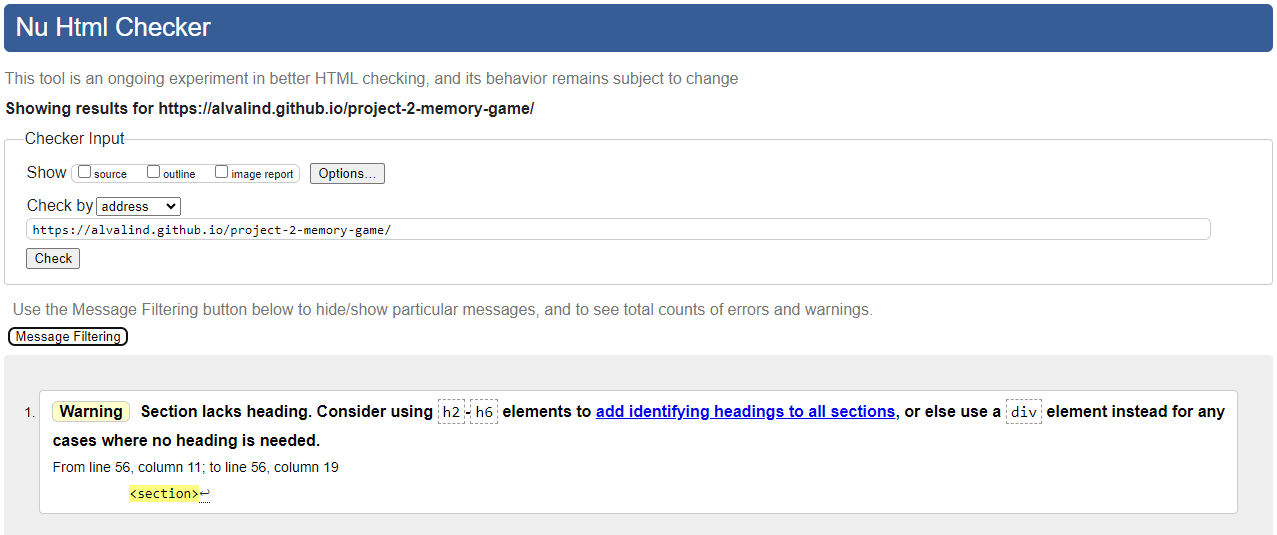 Nu Html Checker
This tool is an ongoing experiment in better HTML checking, and its behavior remains subject to change
Showing results for https://alvalind.github.io/project-2-memory-game/
Checker Input
Show source outline image report Options...
Check by address
https://alvalind.github.io/project-2-memory-game/
Check
Use the Message Filtering button below to hide/show particular messages, and to see total counts of errors and warnings.
Message Filtering
1. Warning Section lacks heading. Consider using h2-h6 elements to add identifying headings to all sections, or else use a div element instead for any
cases where no heading is needed.
From line 56, column 11; to line 56, column 19
<section>↩